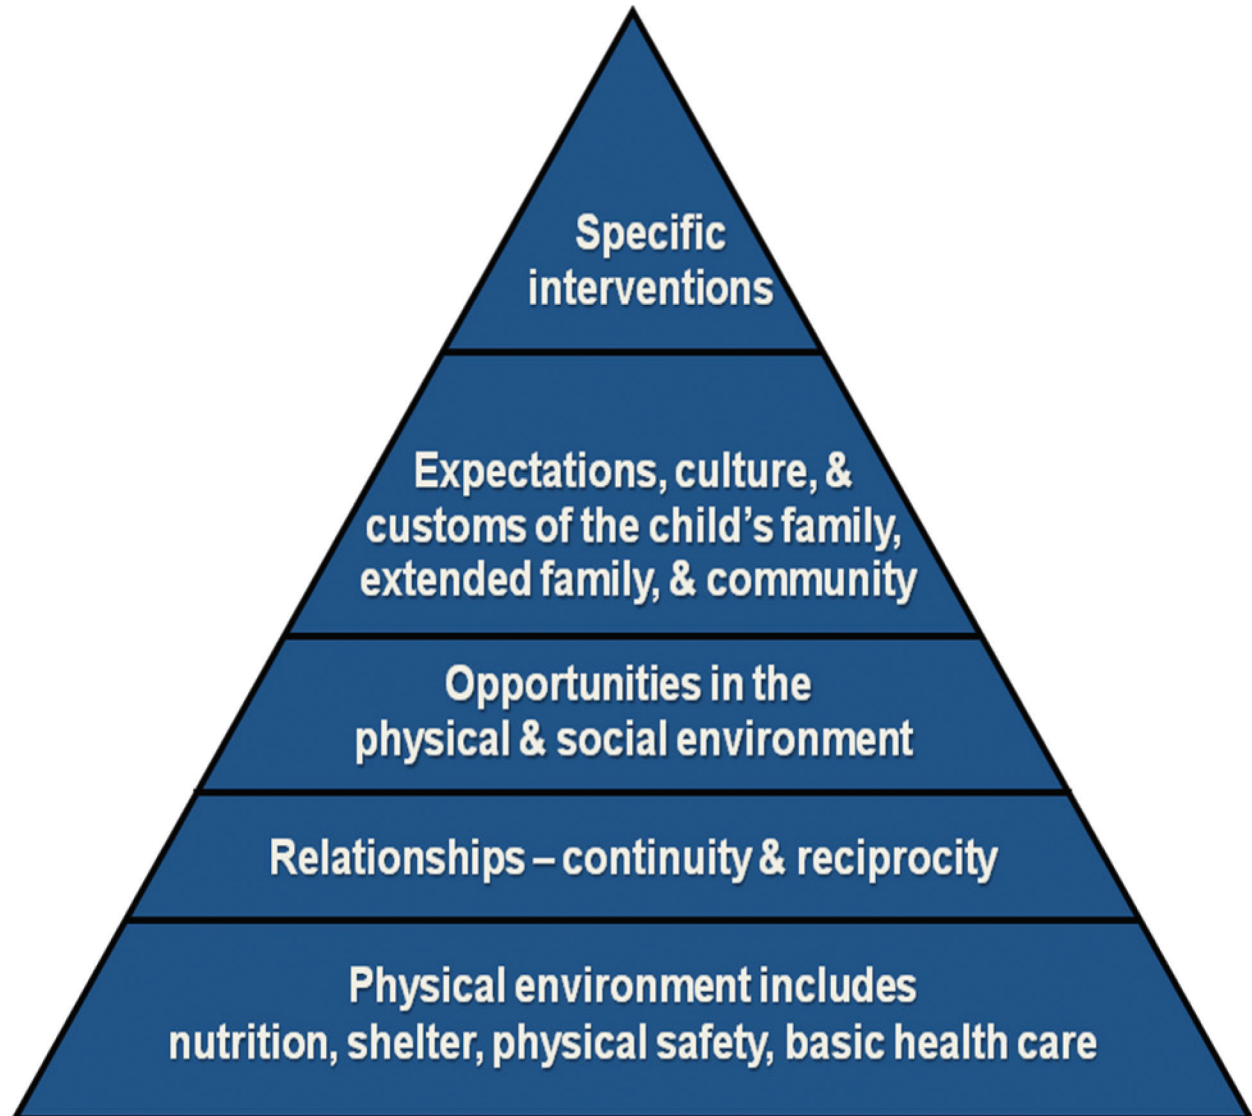 Specific
interventions
Expectations, culture, &
customs of the child’s family,
extended family, & community
Opportunities in the
physical & social environment
Relationships – continuity & reciprocity
Physical environment includes
nutrition, shelter, physical safety, basic health care